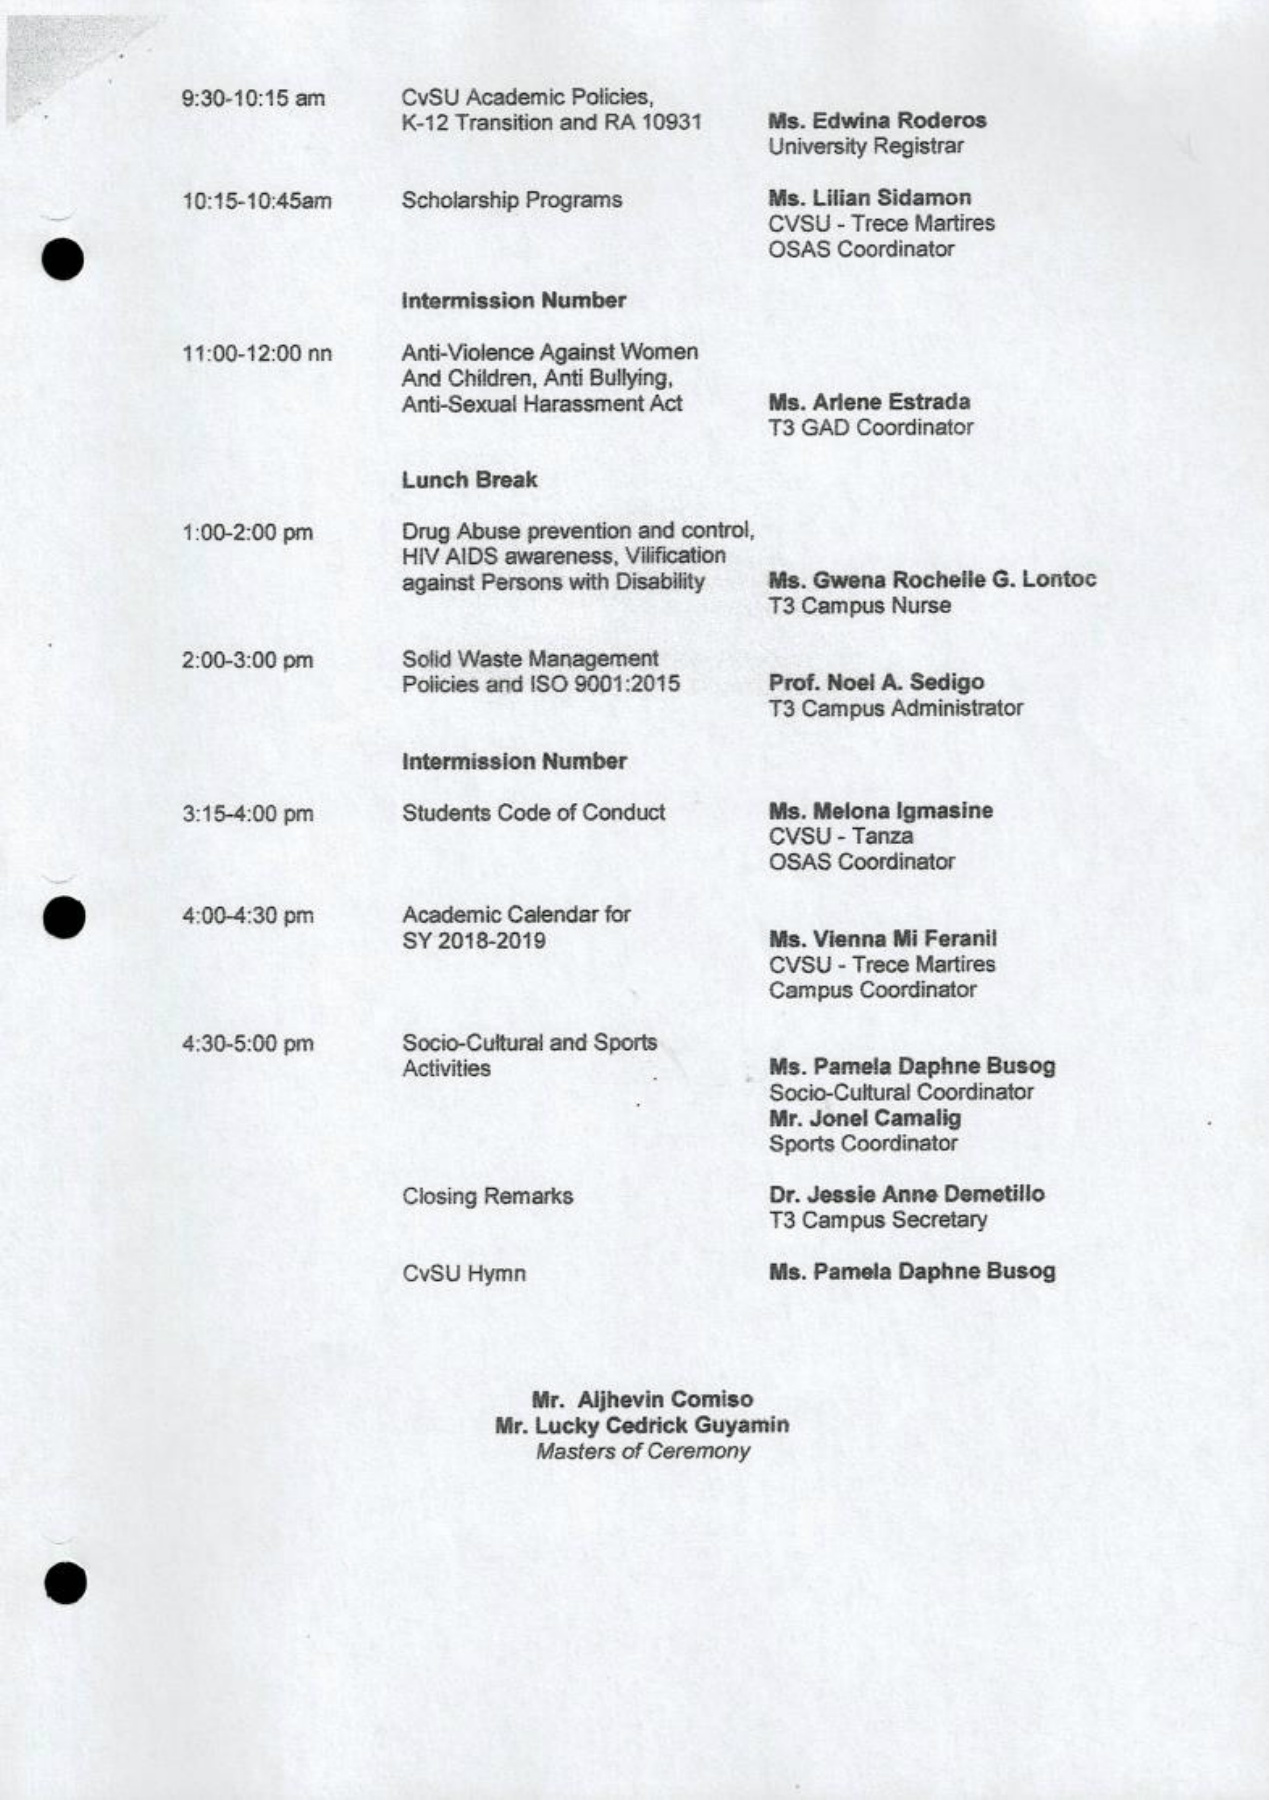 9:30-10:15 am CvSU Academic Policies,
K-12 Transition and RA 10931 Ms. Edwina Roderos
University Registrar
10:15-10:45am Scholarship Programs Ms. Lilian Sidamon
CVSU - Trece Martires
OSAS Coordinator
Intermission Number
11:00-12:00 nn Anti-Violence Against Women
And Children, Anti Bullying,
Anti-Sexual Harassment Act Ms. Arlene Estrada
T3 GAD Coordinator
Lunch Break
1:00-2:00 pm Drug Abuse prevention and control,
HIV AIDS awareness, Vilification
against Persons with Disability Ms. Gwena Rochelle G. Lontoc
T3 Campus Nurse
2:00-3:00 pm Solid Waste Management
Policies and ISO 9001:2015 Prof. Noel A. Sedigo
T3 Campus Administrator
Intermission Number
3:15-4:00 pm Students Code of Conduct Ms. Melona Igmasine
CVSU - Tanza
OSAS Coordinator
4:00-4:30 pm Academic Calendar for
SY 2018-2019 Ms. Vienna Mi Feranil
CVSU - Trece Martires
Campus Coordinator
4:30-5:00 pm Socio-Cultural and Sports
Activities Ms. Pamela Daphne Busog
Socio-Cultural Coordinator
Mr. Jonel Camalig
Sports Coordinator
Closing Remarks Dr. Jessie Anne Demetillo
T3 Campus Secretary
CvSU Hymn Ms. Pamela Daphne Busog
Mr. Aljhevin Comiso
Mr. Lucky Cedrick Guyamin
Masters of Ceremony